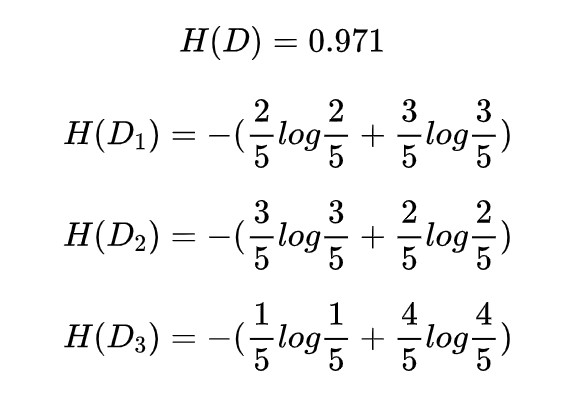 H(D) = 0.971
H(D₁) = −(2/5 log 2/5 + 3/5 log 3/5)
H(D₂) = −(3/5 log 3/5 + 2/5 log 2/5)
H(D₃) = −(1/5 log 1/5 + 4/5 log 4/5)